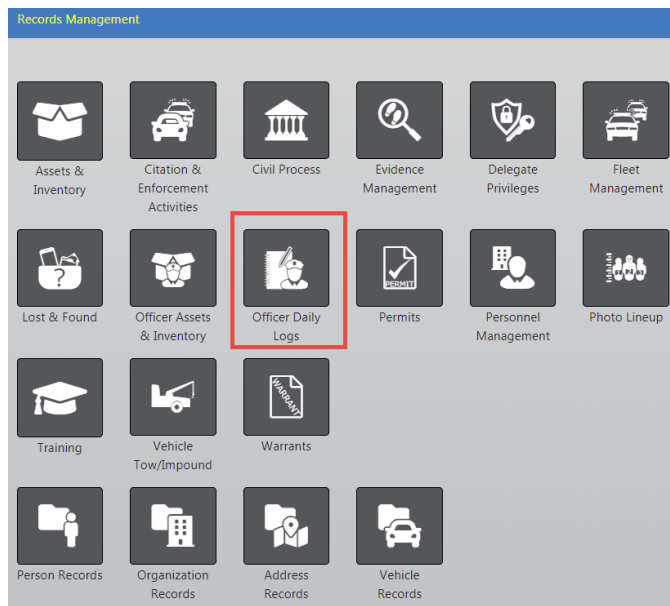 Records Management
Assets &
Inventory
Citation &
Enforcement
Activities
Civil Process
Evidence
Management
Delegate
Privileges
Fleet
Management
?
Lost & Found
Officer Assets
& Inventory
Officer Daily
Logs
PERMIT
Permits
Personnel
Management
Photo Lineup
Training
Vehicle
Tow/Impound
WARRANT
Warrants
Person Records
Organization
Records
Address
Records
Vehicle
Records